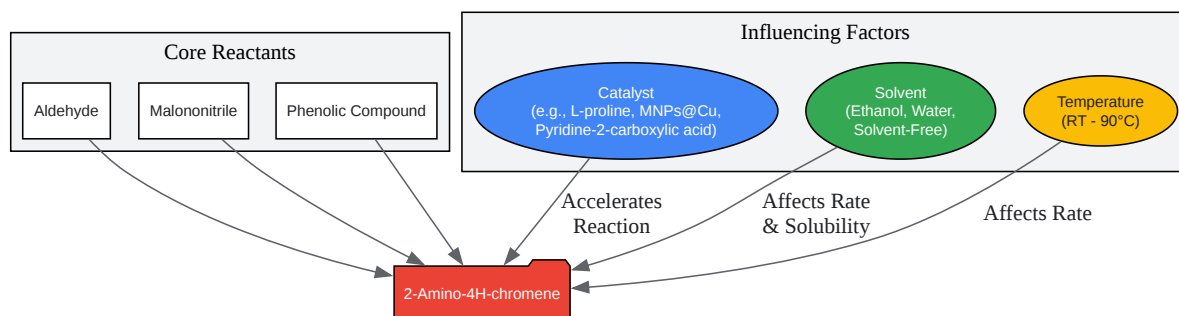 Core Reactants
Aldehyde
Malononitrile
Phenolic Compound
Influencing Factors
Catalyst
(e.g., L-proline, MNPs@Cu,
Pyridine-2-carboxylic acid)
Solvent
(Ethanol, Water,
Solvent-Free)
Temperature
(RT - 90°C)
Accelerates
Reaction
Affects Rate
& Solubility
Affects Rate
2-Amino-4H-chromene